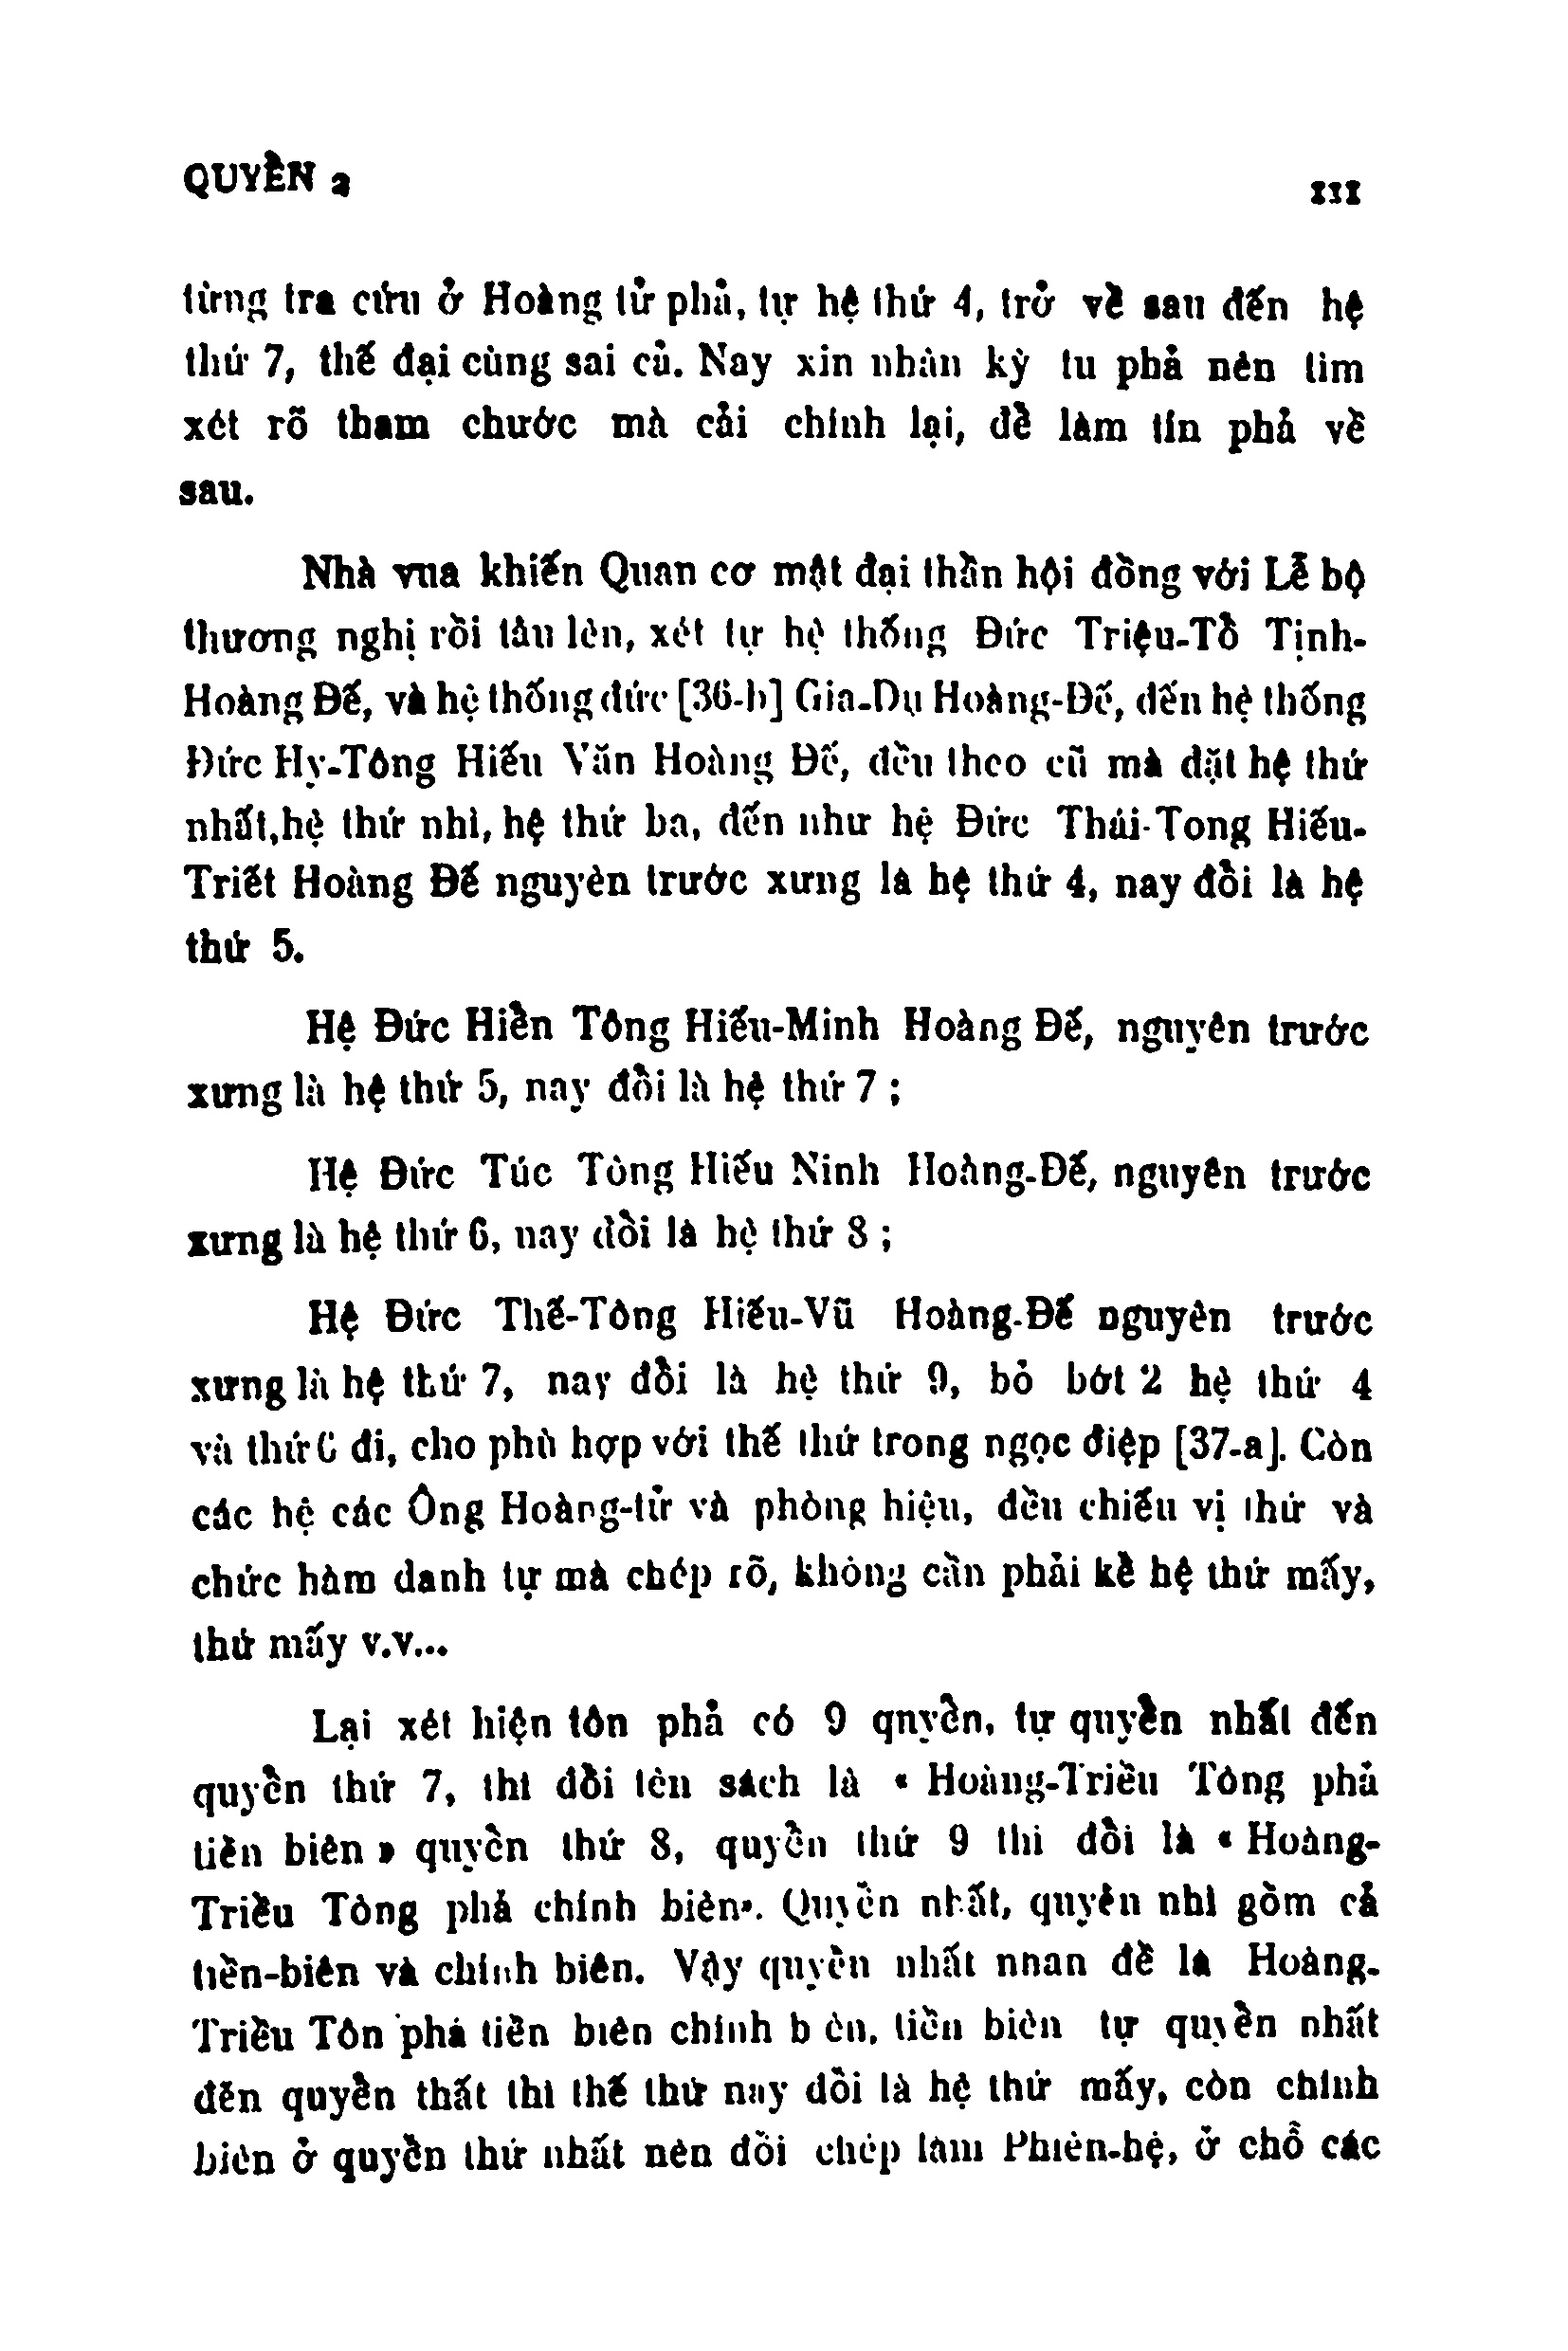 QUYỂN 2
111
từng tra cứu ở Hoàng tử phủ, tự hệ thứ 4, trở về sau đến hệ
thứ 7, thế đại cùng sai cả. Nay xin nhân kỳ tu phả nên tìm
xét rõ tham chước mà cải chính lại, để làm tín phả về
sau.
Nhà vua khiến Quan cơ mật đại thần hội đồng với Lễ bộ
thương nghị rồi tâu lên, xét tự hệ thống Đức Triệu-Tổ Tịnh-
Hoàng Đế, và hệ thống đức [36-b] Gia-Dụ Hoàng-Đế, đến hệ thống
Đức Hy-Tông Hiếu Văn Hoàng Đế, đều theo cũ mà đặt hệ thứ
nhất, hệ thứ nhì, hệ thứ ba, đến như hệ Đức Thái-Tong Hiếu-
Triết Hoàng Đế nguyên trước xưng là hệ thứ 4, nay đổi là hệ
thứ 5.
Hệ Đức Hiển Tông Hiếu-Minh Hoàng Đế, nguyên trước
xưng là hệ thứ 5, nay đổi là hệ thứ 7 ;
Hệ Đức Túc Tông Hiếu Ninh Hoàng-Đế, nguyên trước
xưng là hệ thứ 6, nay đổi là hệ thứ 8 ;
Hệ Đức Thế-Tông Hiếu-Vũ Hoàng-Đế nguyên trước
xưng là hệ thứ 7, nay đổi là hệ thứ 9, bỏ bớt 2 hệ thứ 4
và thứ 6 đi, cho phù hợp với thế thứ trong ngọc điệp [37-a]. Còn
các hệ các Ông Hoàng-tử và phòng hiệu, đều chiếu vị thứ và
chức hàm danh tự mà chép rõ, không cần phải kể hệ thứ mấy,
thứ mấy v.v...
Lại xét hiện tôn phả có 9 qnyển, tự quyển nhất đến
quyển thứ 7, thì đổi tên sách là « Hoàng-Triều Tông phả
tiền biên » quyển thứ 8, quyển thứ 9 thì đổi là « Hoàng-
Triều Tông phả chính biên». Quyển nhất, quyên nhì gồm cả
tiền-biên và chính biên. Vậy quyển nhất nhan đề là Hoàng-
Triều Tôn phả tiền biên chính biên, tiền biên tự quyển nhất
đến quyển thất thì thế thứ nay đổi là hệ thứ mấy, còn chính
biên ở quyển thứ nhất nên đổi chép làm Phiên-hệ, ở chỗ các